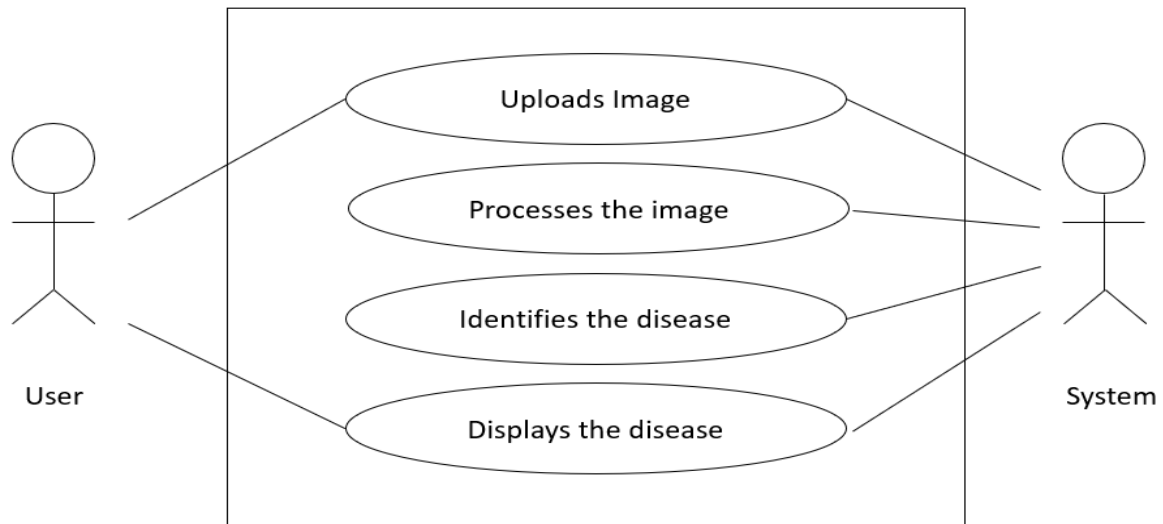 Uploads Image
Processes the image
Identifies the disease
User
System
Displays the disease